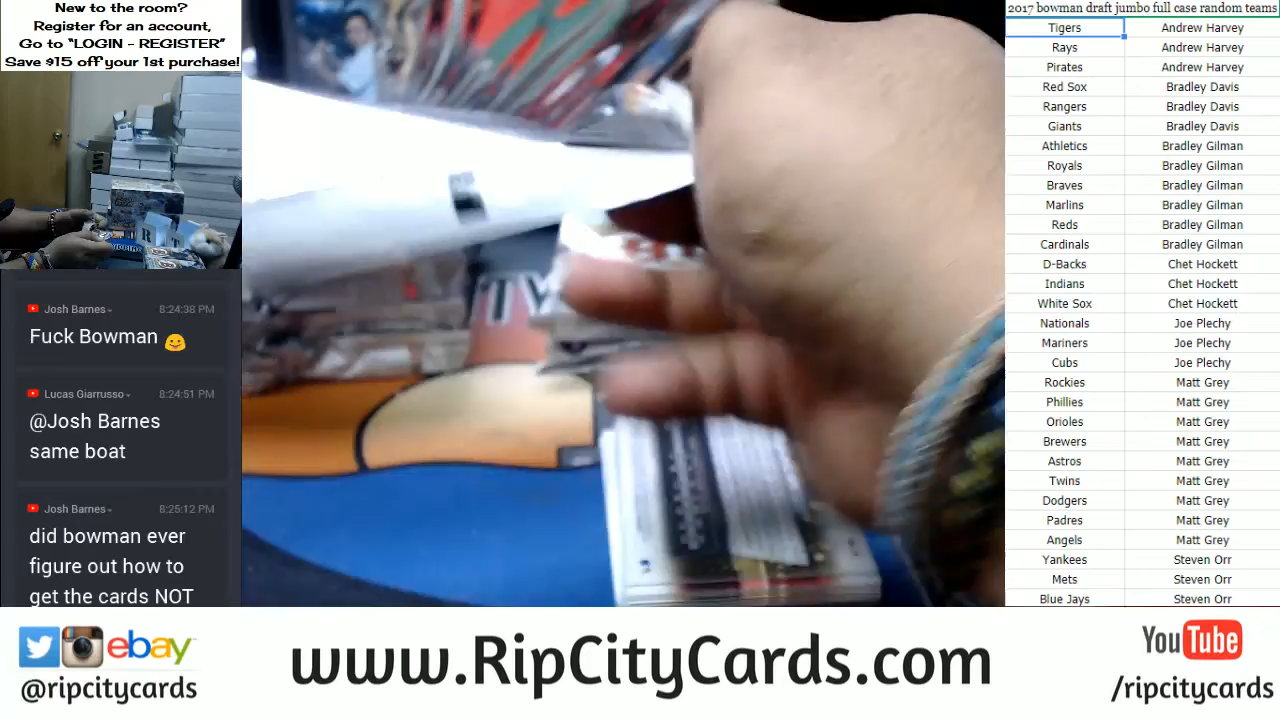 New to the room?
Register for an account,
Go to "LOGIN - REGISTER"
Save $15 off your 1st purchase!
Josh Barnes
8:24:38 PM
Fuck Bowman
Lucas Giarrusso
8:24:51 PM
@Josh Barnes
same boat
Josh Barnes
8:25:12 PM
did bowman ever
figure out how to
get the cards NOT
2017 bowman draft jumbo full case random teams
Tigers Andrew Harvey
Rays Andrew Harvey
Pirates Andrew Harvey
Red Sox Bradley Davis
Rangers Bradley Davis
Giants Bradley Davis
Athletics Bradley Gilman
Royals Bradley Gilman
Braves Bradley Gilman
Marlins Bradley Gilman
Reds Bradley Gilman
Cardinals Bradley Gilman
D-Backs Chet Hockett
Indians Chet Hockett
White Sox Chet Hockett
Nationals Joe Plechy
Mariners Joe Plechy
Cubs Joe Plechy
Rockies Matt Grey
Phillies Matt Grey
Orioles Matt Grey
Brewers Matt Grey
Astros Matt Grey
Twins Matt Grey
Dodgers Matt Grey
Padres Matt Grey
Angels Matt Grey
Yankees Steven Orr
Mets Steven Orr
Blue Jays Steven Orr
ebay
@ripcitycards
www.RipCityCards.com
YouTube
/ripcitycards